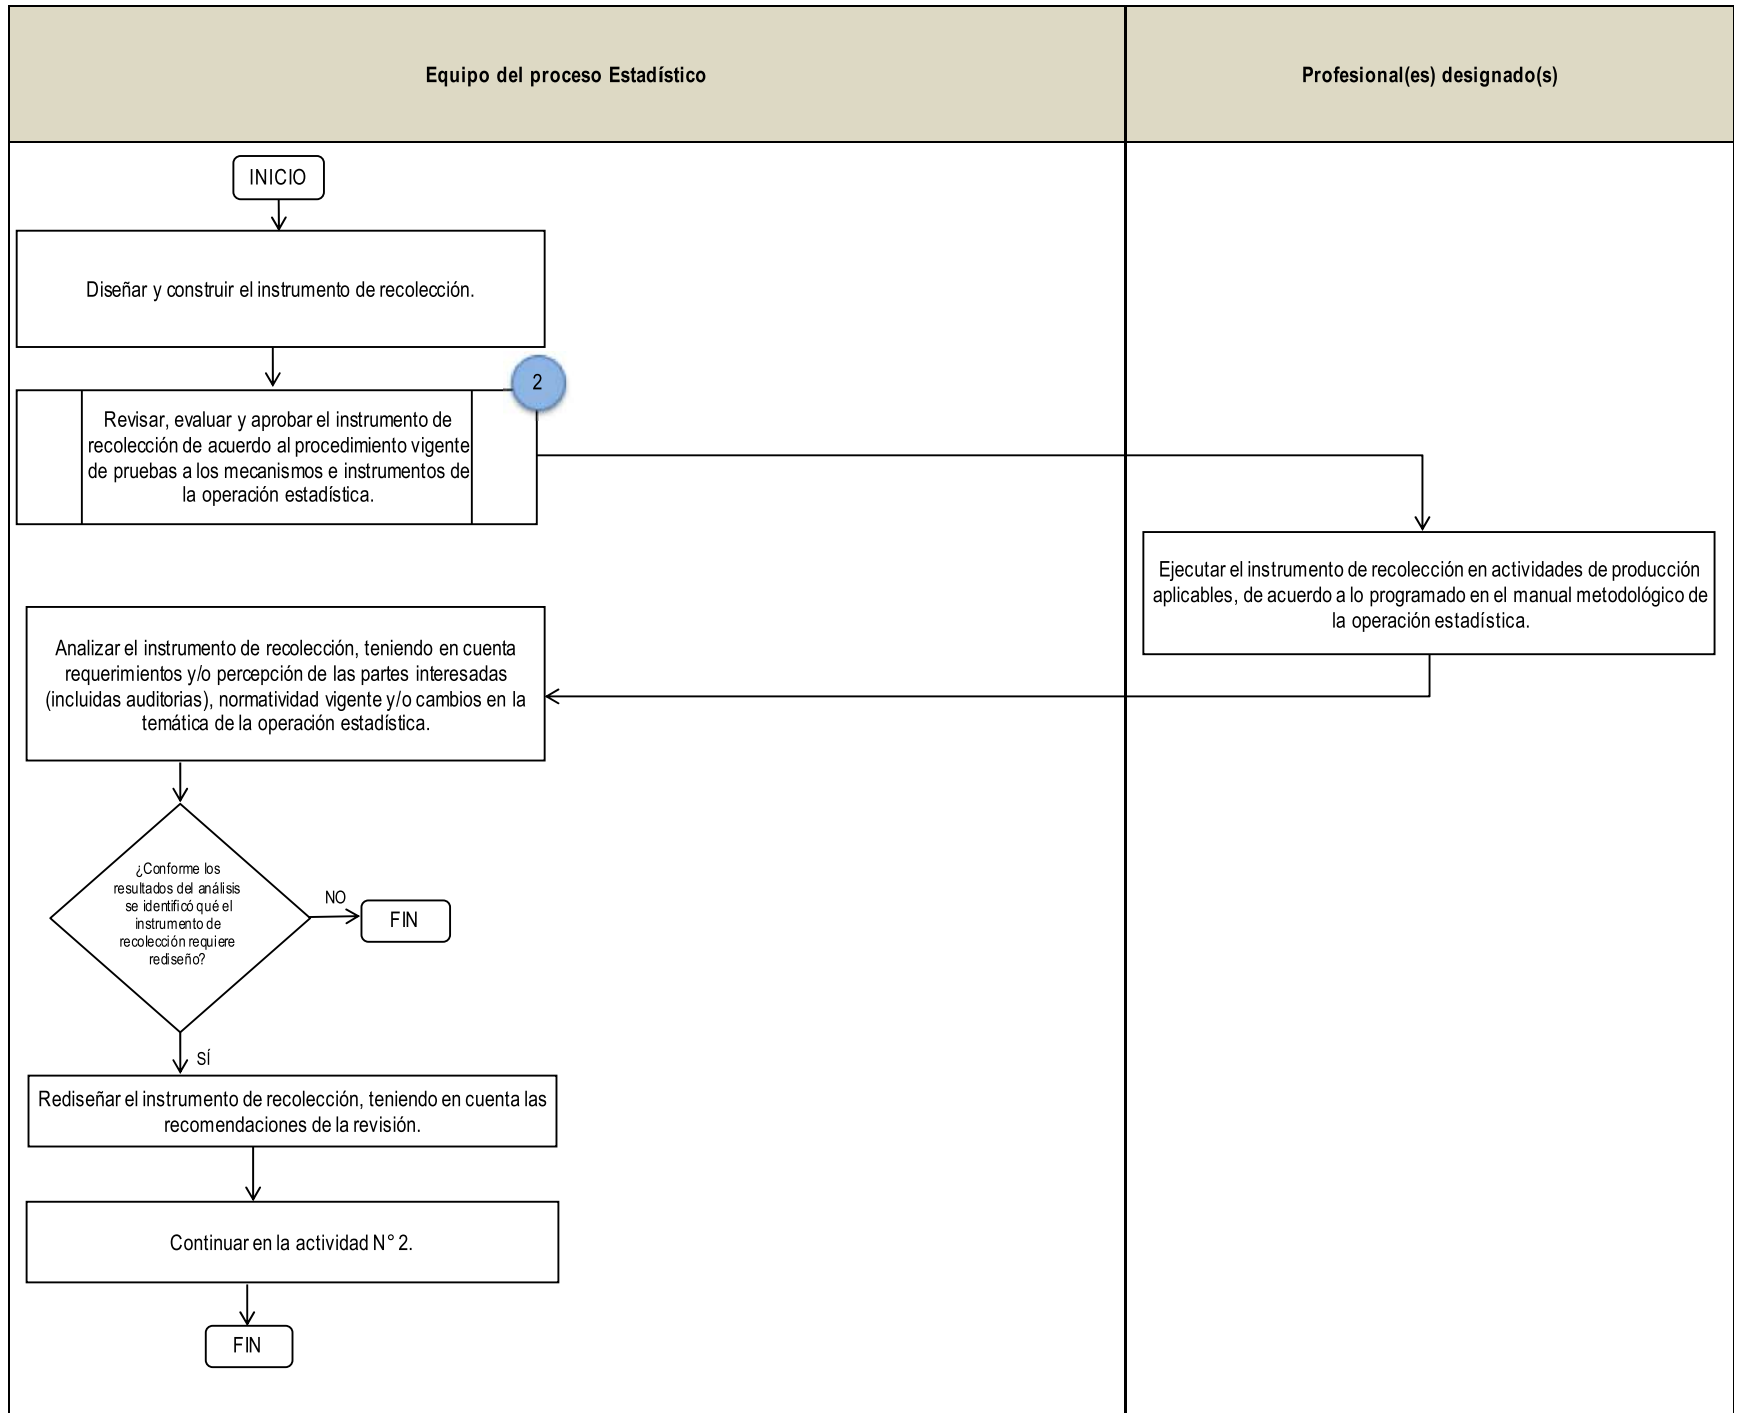 Equipo del proceso Estadístico
Profesional(es) designado(s)
INICIO
Diseñar y construir el instrumento de recolección.
2
Revisar, evaluar y aprobar el instrumento de
recolección de acuerdo al procedimiento vigente
de pruebas a los mecanismos e instrumentos de
la operación estadística.
Ejecutar el instrumento de recolección en actividades de producción
aplicables, de acuerdo a lo programado en el manual metodológico de
la operación estadística.
Analizar el instrumento de recolección, teniendo en cuenta
requerimientos y/o percepción de las partes interesadas
(incluidas auditorias), normatividad vigente y/o cambios en la
temática de la operación estadística.
¿Conforme los
resultados del análisis
se identificó qué el
instrumento de
recolección requiere
rediseño?
NO
FIN
SÍ
Rediseñar el instrumento de recolección, teniendo en cuenta las
recomendaciones de la revisión.
Continuar en la actividad N° 2.
FIN